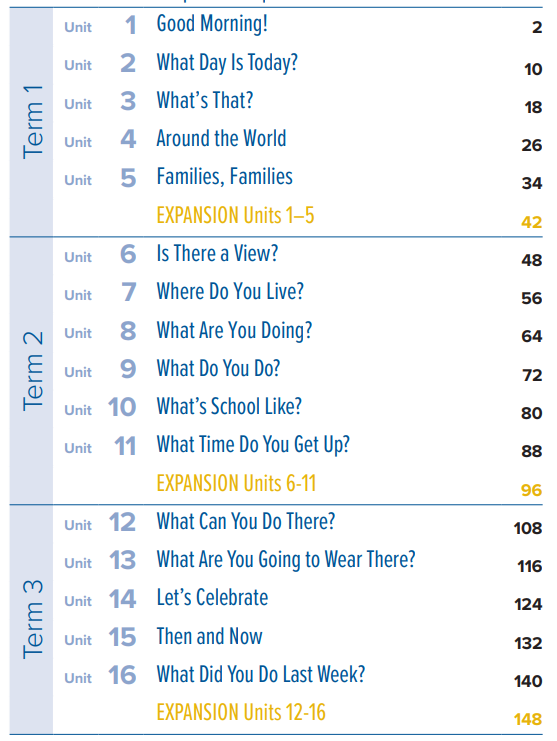 Term 1
Unit 1 Good Morning! 2
Unit 2 What Day Is Today? 10
Unit 3 What's That? 18
Unit 4 Around the World 26
Unit 5 Families, Families 34
EXPANSION Units 1–5 42
Term 2
Unit 6 Is There a View? 48
Unit 7 Where Do You Live? 56
Unit 8 What Are You Doing? 64
Unit 9 What Do You Do? 72
Unit 10 What's School Like? 80
Unit 11 What Time Do You Get Up? 88
EXPANSION Units 6-11 96
Term 3
Unit 12 What Can You Do There? 108
Unit 13 What Are You Going to Wear There? 116
Unit 14 Let's Celebrate 124
Unit 15 Then and Now 132
Unit 16 What Did You Do Last Week? 140
EXPANSION Units 12-16 148